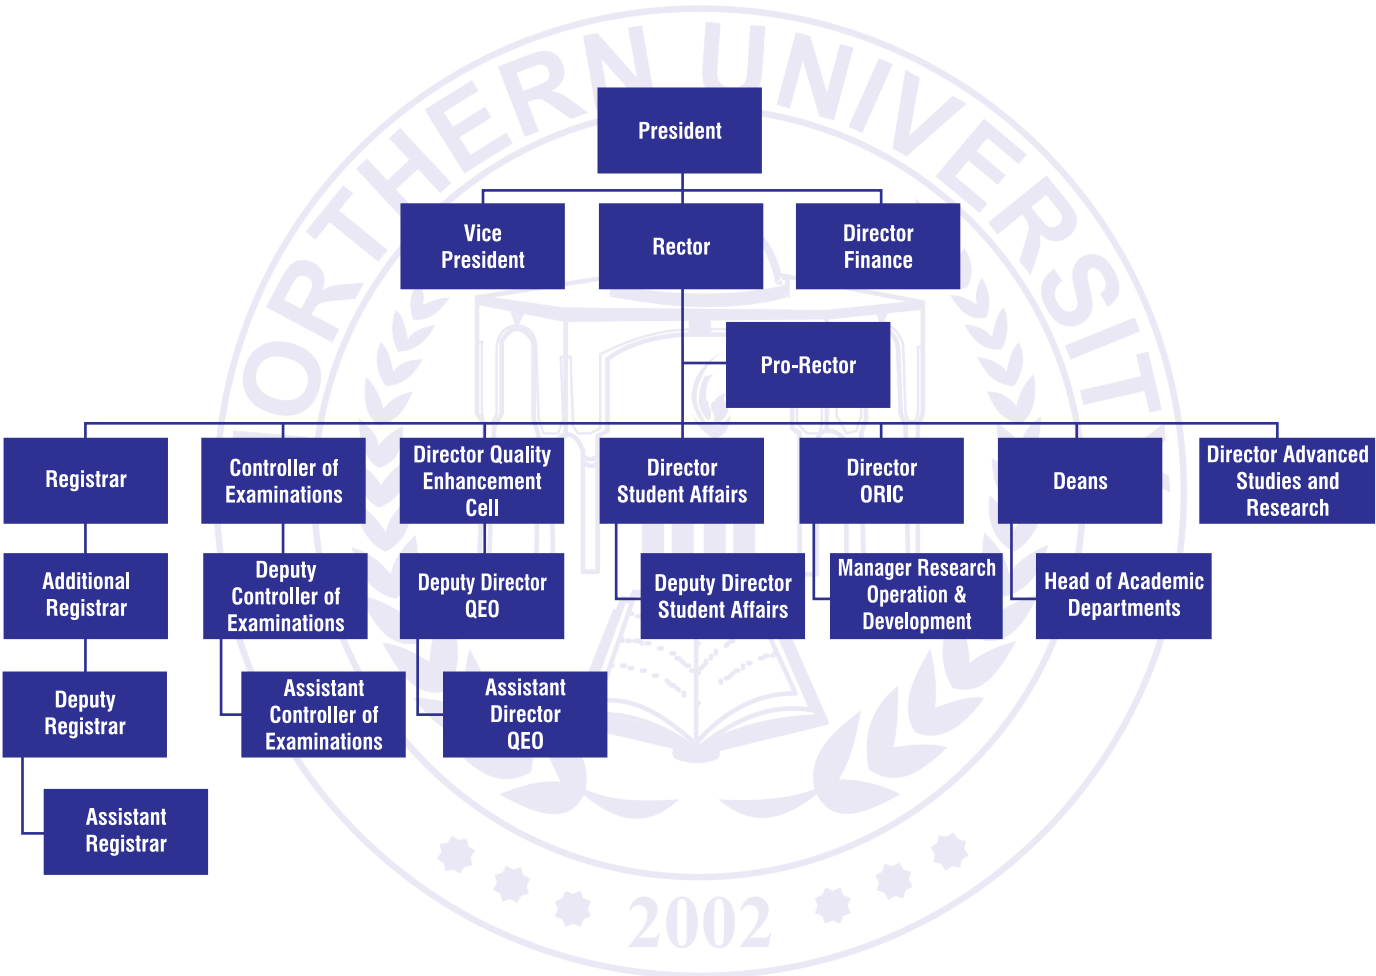 NORTHERN UNIVERSITY
President
Vice
President
Rector
Director
Finance
Pro-Rector
Registrar
Controller of
Examinations
Director Quality
Enhancement
Cell
Director
Student Affairs
Director
ORIC
Deans
Director Advanced
Studies and
Research
Additional
Registrar
Deputy
Controller of
Examinations
Deputy Director
QEO
Deputy Director
Student Affairs
Manager Research
Operation &
Development
Head of Academic
Departments
Deputy
Registrar
Assistant
Controller of
Examinations
Assistant
Director
QEO
Assistant
Registrar
2002